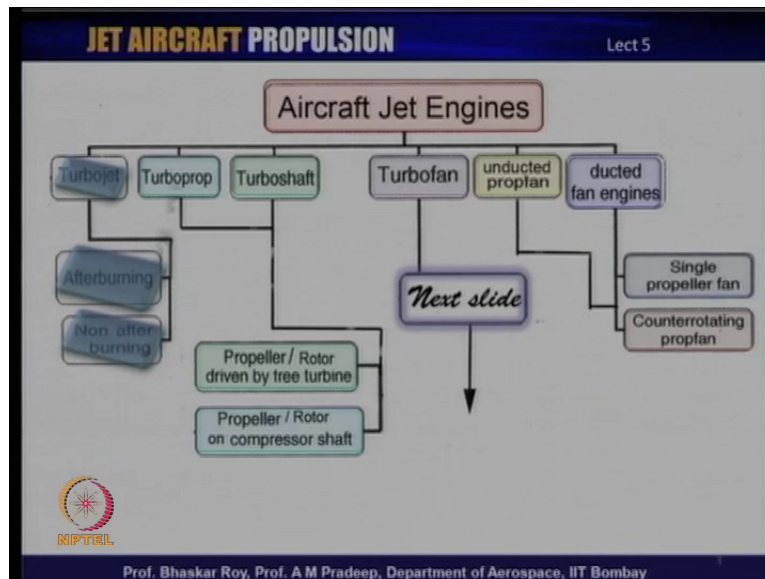 JET AIRCRAFT PROPULSION
Lect 5
Aircraft Jet Engines
Turbojet
Turboprop
Turboshaft
Turbofan
unducted
propfan
ducted
fan engines
Afterburning
Non after
burning
Next slide
Single
propeller fan
Counterrotating
propfan
Propeller / Rotor
driven by tree turbine
Propeller / Rotor
on compressor shaft
NPTEL
Prof. Bhaskar Roy, Prof. A M Pradeep, Department of Aerospace, IIT Bombay
3